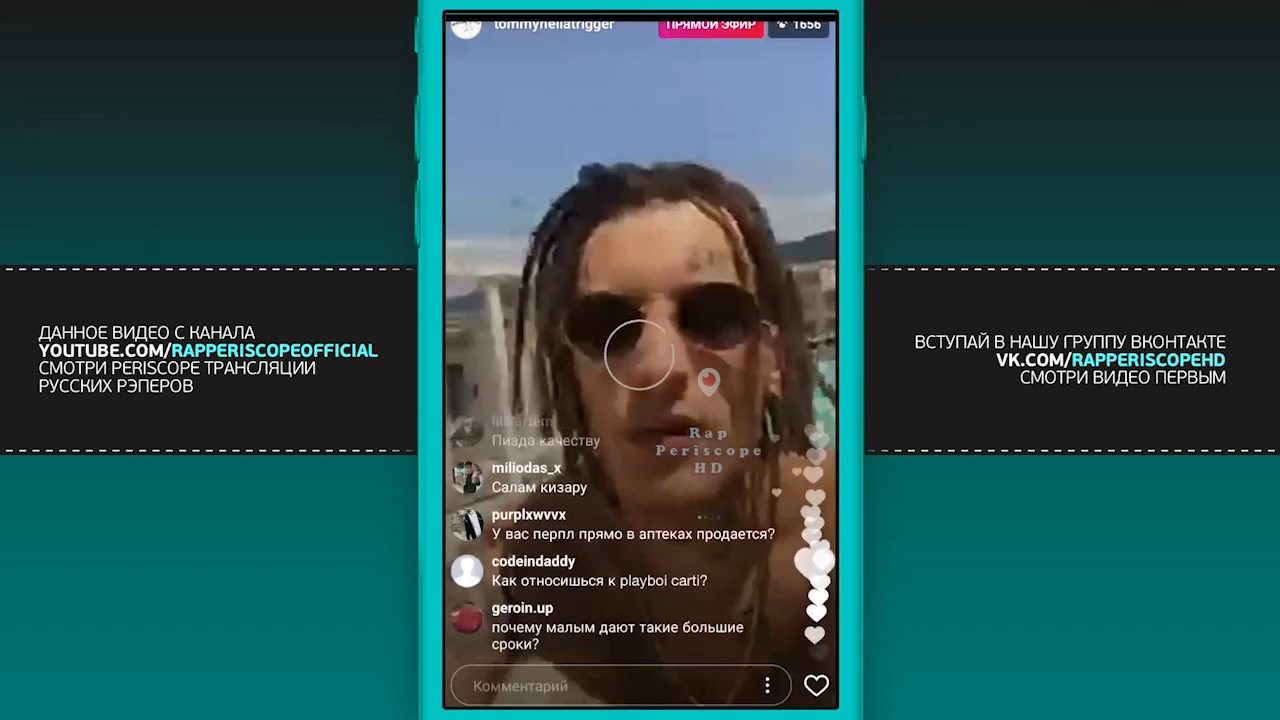 tommyhellatrigger
ПРЯМОЙ ЭФИР
1656
ДАННОЕ ВИДЕО С КАНАЛА
YOUTUBE.COM/RAPPERISCOPEOFFICIAL
СМОТРИ PERISCOPE ТРАНСЛЯЦИИ
РУССКИХ РЭПЕРОВ
ВСТУПАЙ В НАШУ ГРУППУ ВКОНТАКТЕ
VK.COM/RAPPERISCOPEHD
СМОТРИ ВИДЕО ПЕРВЫМ
Rap
Periscope
HD
Пизда качеству
miliodas_x
Салам кизару
purplxwvvx
У вас перпл прямо в аптеках продается?
codeindaddy
Как относишься к playboi carti?
geroin.up
почему малым дают такие большие
сроки?
Комментарий